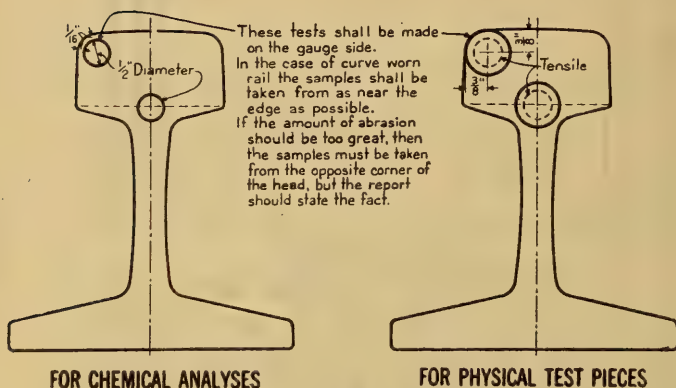 1/16"
1/2" Diameter
These tests shall be made
on the gauge side.
In the case of curve worn
rail the samples shall be
taken from as near the
edge as possible.
If the amount of abrasion
should be too great, then
the samples must be taken
from the opposite corner of
the head, but the report
should state the fact.
3/8"
3/8"
Tensile
FOR CHEMICAL ANALYSES
FOR PHYSICAL TEST PIECES